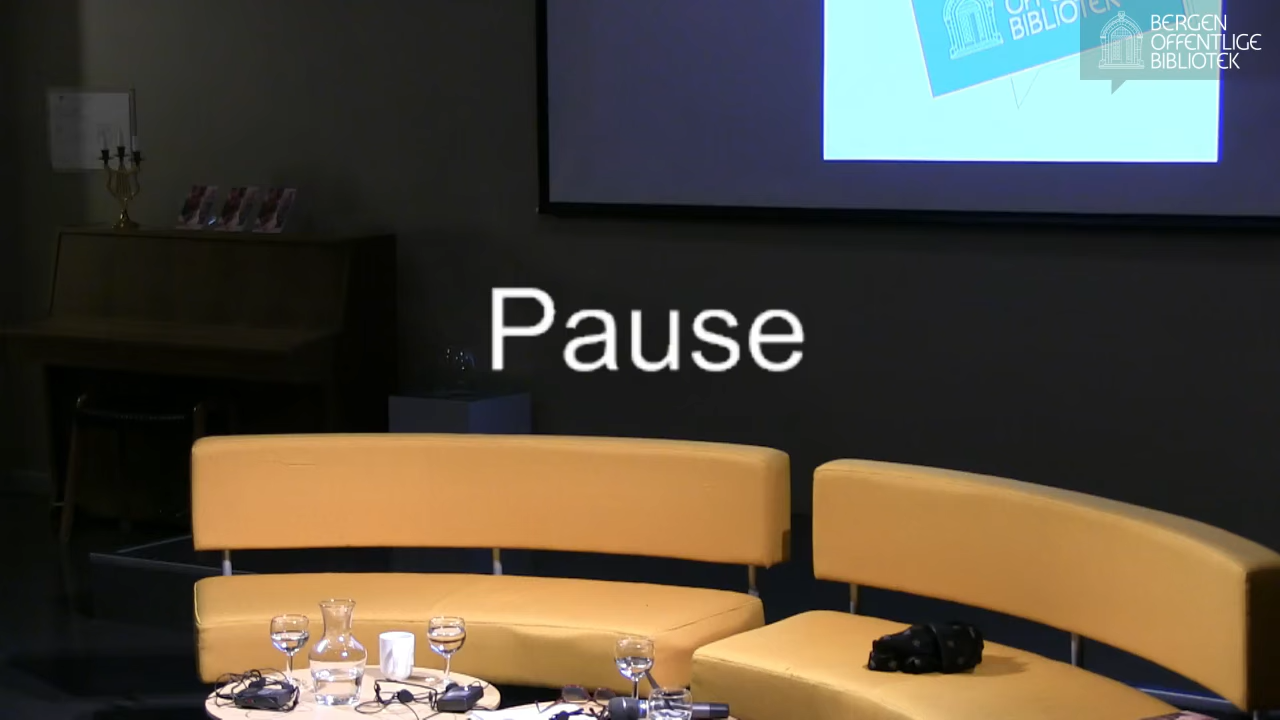 BIBLIOTEK
BERGEN
OFFENTLIGE
BIBLIOTEK
Pause